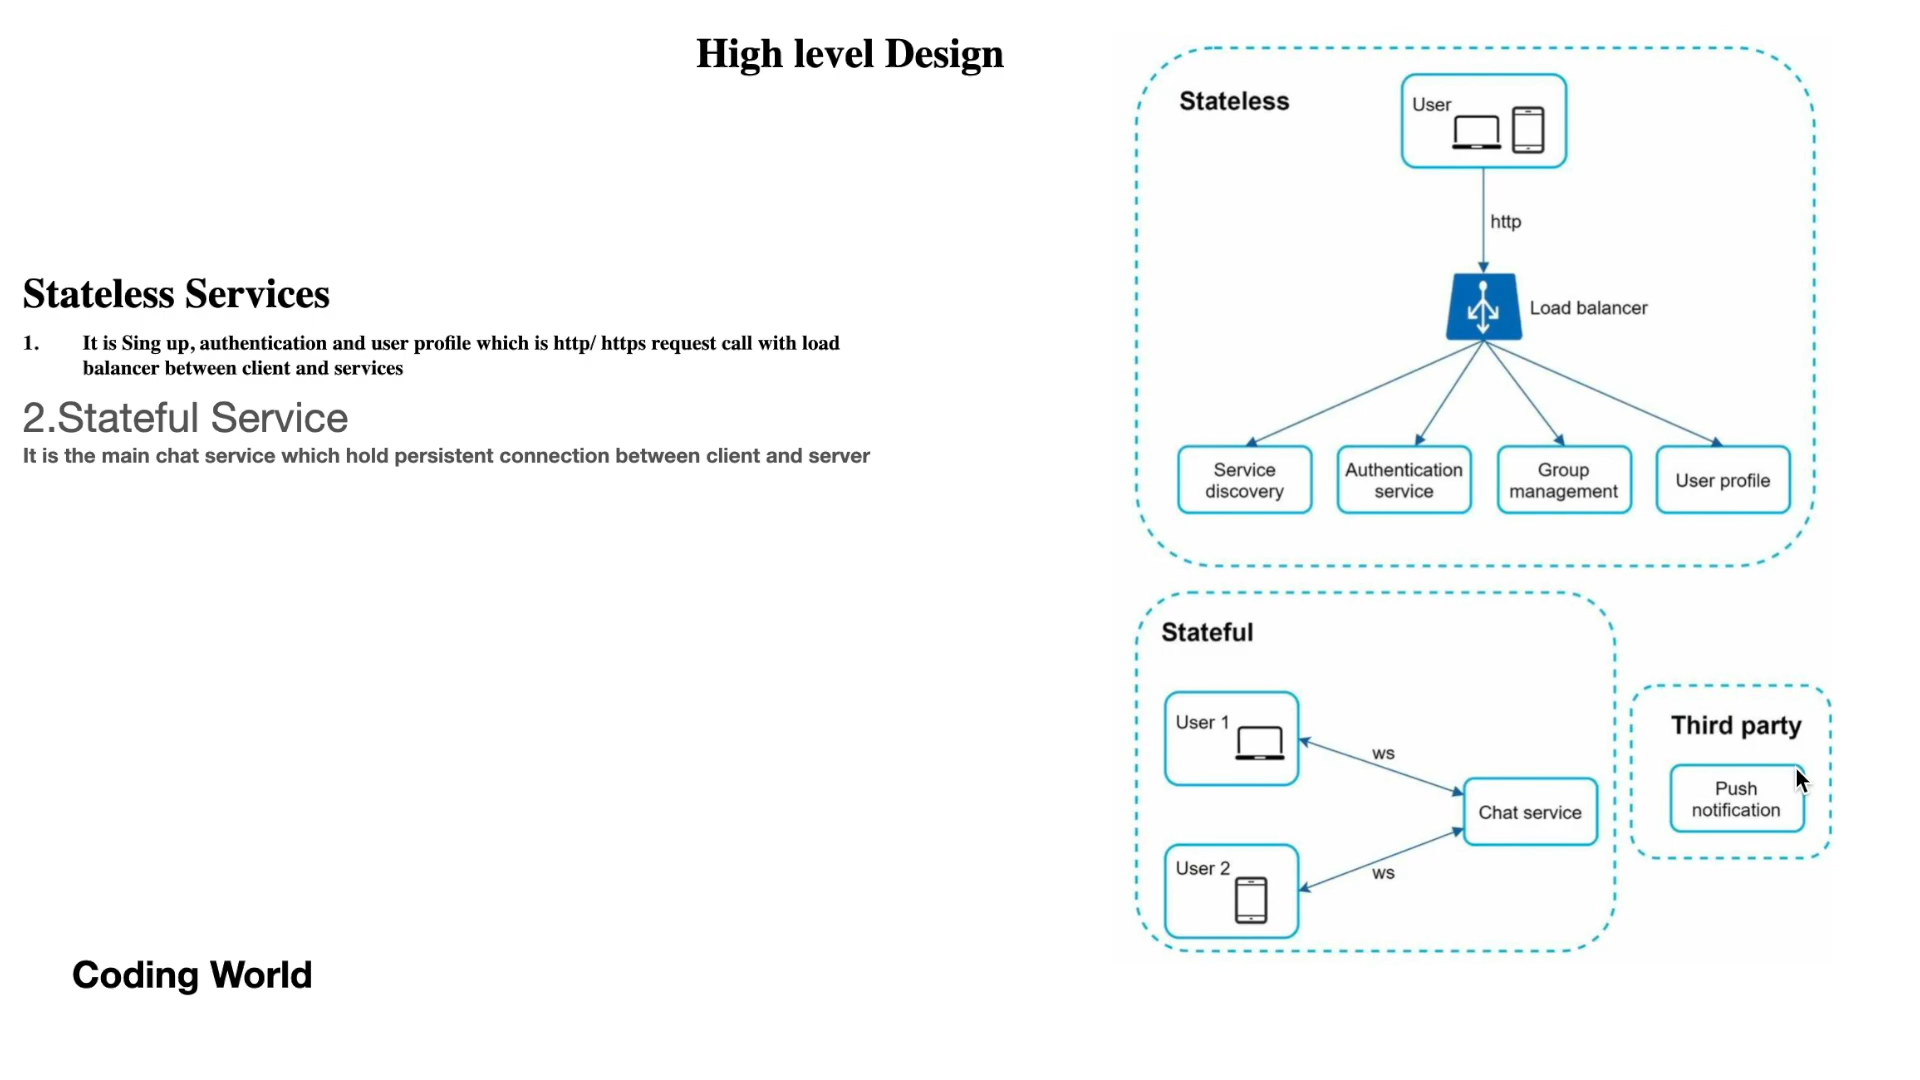 High level Design
Stateless Services
1. It is Sing up, authentication and user profile which is http/ https request call with load
balancer between client and services
2.Stateful Service
It is the main chat service which hold persistent connection between client and server
Coding World
Stateless
User
http
Load balancer
Service
discovery
Authentication
service
Group
management
User profile
Stateful
User 1
ws
Chat service
User 2
ws
Third party
Push
notification